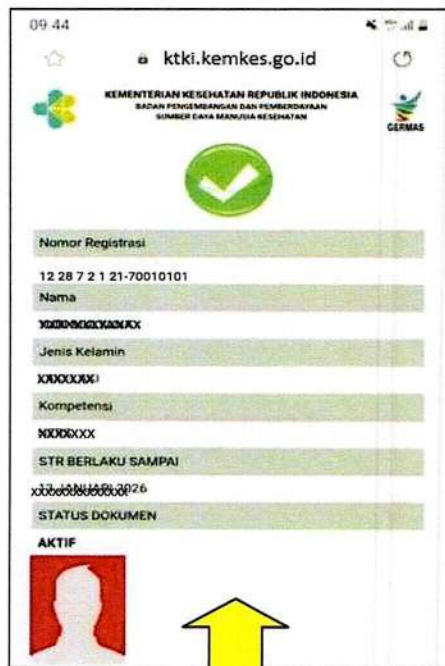 09.44
ktki.kemkes.go.id
KEMENTERIAN KESEHATAN REPUBLIK INDONESIA
BADAN PENGEMBANGAN DAN PEMBERDAYAAN
SUMBER DAYA MANUSIA KESEHATAN
GERMAS
Nomor Registrasi
12 28 7 2 1 21-70010101
Nama
Jenis Kelamin
Kompetensi
XXX
STR BERLAKU SAMPAI
2026
STATUS DOKUMEN
AKTIF